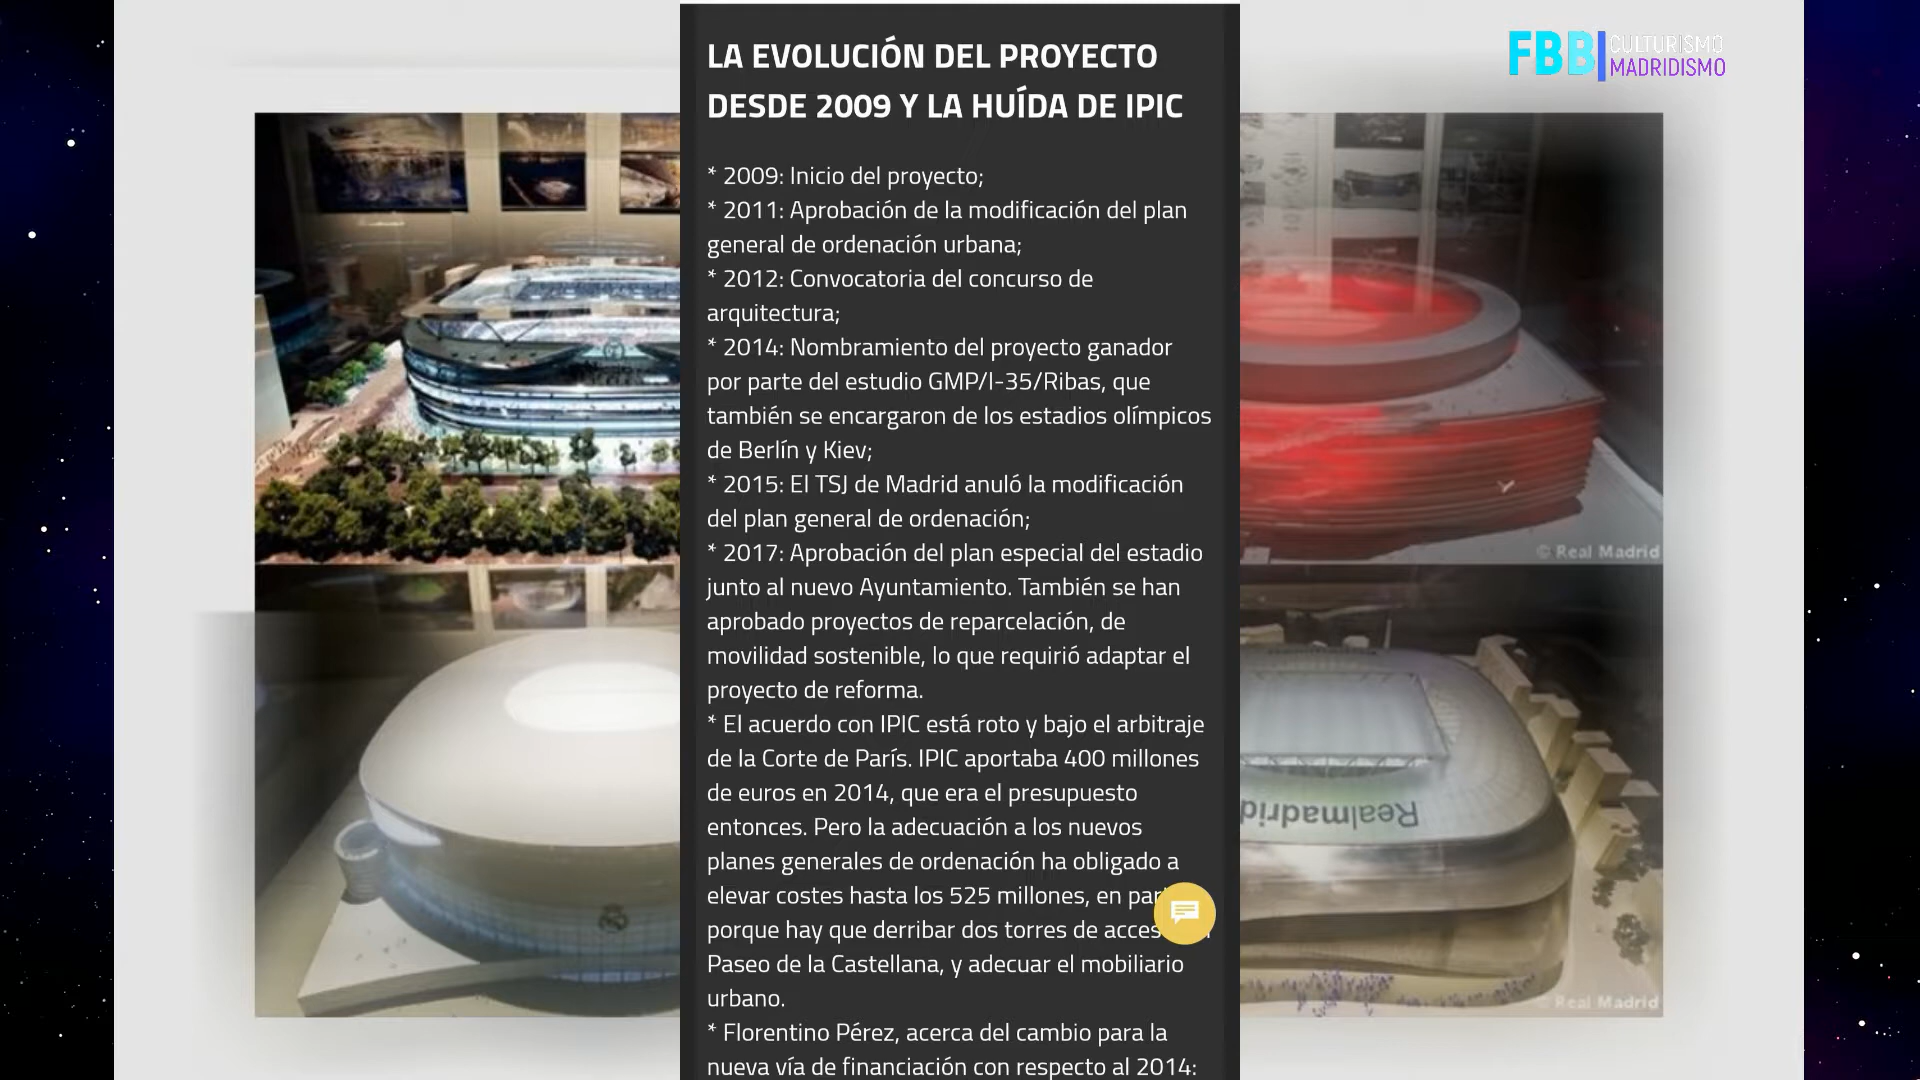 LA EVOLUCIÓN DEL PROYECTO
DESDE 2009 Y LA HUÍDA DE IPIC
* 2009: Inicio del proyecto;
* 2011: Aprobación de la modificación del plan
general de ordenación urbana;
* 2012: Convocatoria del concurso de
arquitectura;
* 2014: Nombramiento del proyecto ganador
por parte del estudio GMP/l-35/Ribas, que
también se encargaron de los estadios olímpicos
de Berlín y Kiev;
* 2015: El TSJ de Madrid anuló la modificación
del plan general de ordenación;
* 2017: Aprobación del plan especial del estadio
junto al nuevo Ayuntamiento. También se han
aprobado proyectos de reparcelación, de
movilidad sostenible, lo que requirió adaptar el
proyecto de reforma.
* El acuerdo con IPIC está roto y bajo el arbitraje
de la Corte de París. IPIC aportaba 400 millones
de euros en 2014, que era el presupuesto
entonces. Pero la adecuación a los nuevos
planes generales de ordenación ha obligado a
elevar costes hasta los 525 millones, en
porque hay que derribar dos torres de
Paseo de la Castellana, y adecuar el mobiliario
urbano.
* Florentino Pérez, acerca del cambio para la
nueva vía de financiación con respecto al 2014:
FBB
CULTURISMO
MADRIDISMO
© Real Madrid
Realmadrid
© Real Madrid